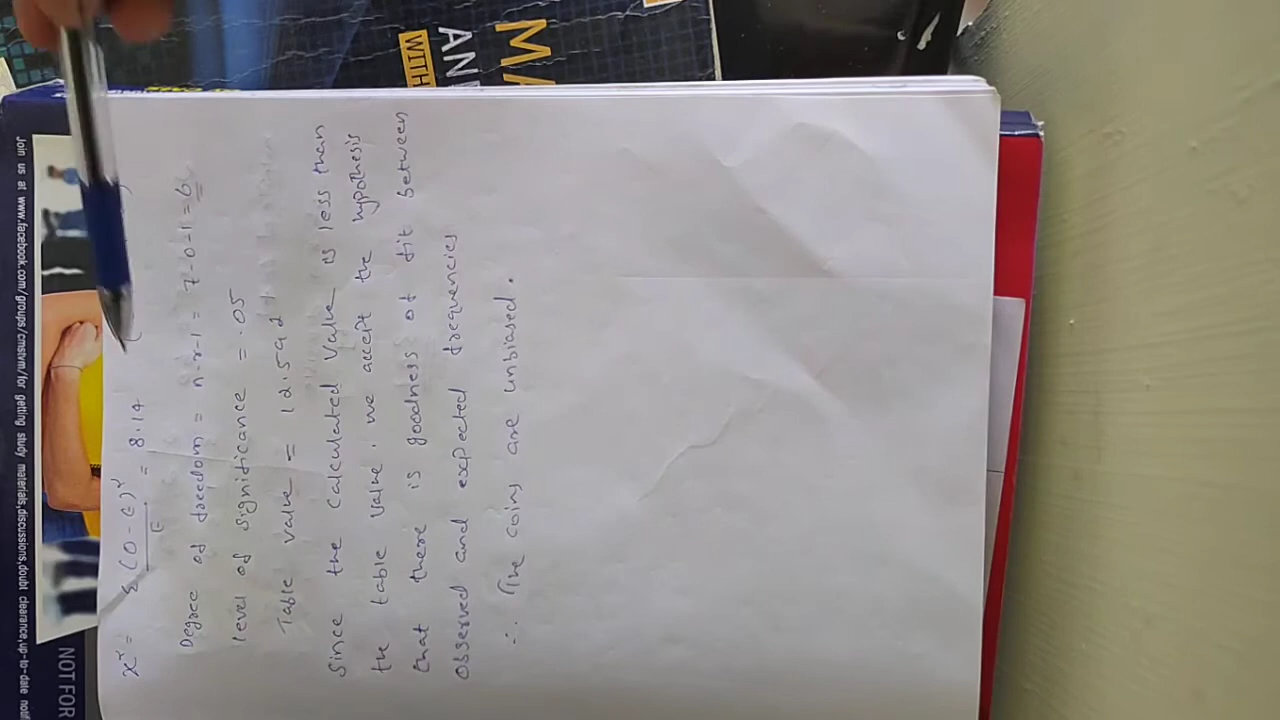 χ² = Σ (O-E)² / E = 8.14
Degree of freedom = n-r-1 = 7-0-1 = 6
level of significance = .05
Table value = 12.592
Since the calculated value is less than
the table value, we accept the hypothesis
that there is goodness of fit between
observed and expected frequencies
∴ The coins are unbiased.
Join us at www.facebook.com/groups/cmstvm/for getting study materials,discussions,doubt clearance,up-to-date
NOT FOR
WITH
AN
MA